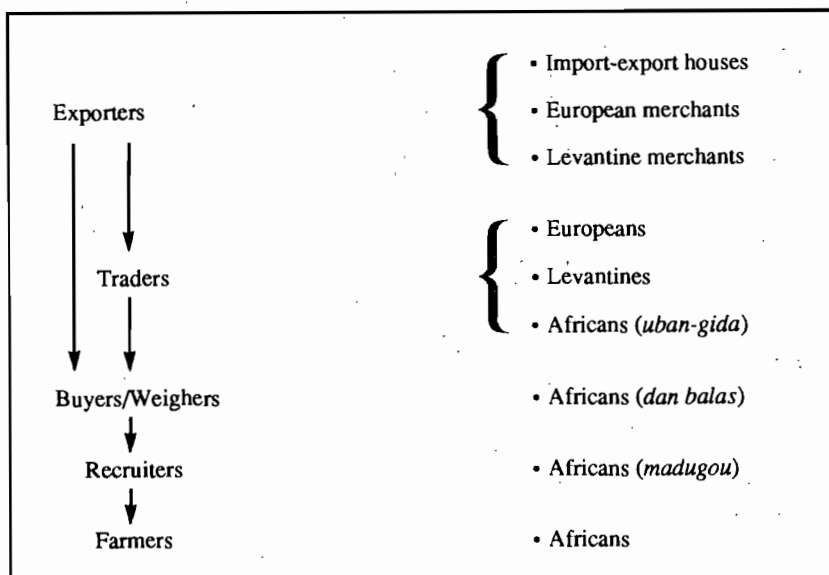 • Import-export houses
Exporters
• European merchants
• Levantine merchants
• Europeans
Traders
• Levantines
• Africans (uban-gida)
Buyers/Weighers
• Africans (dan balas)
Recruiters
• Africans (madugou)
Farmers
• Africans